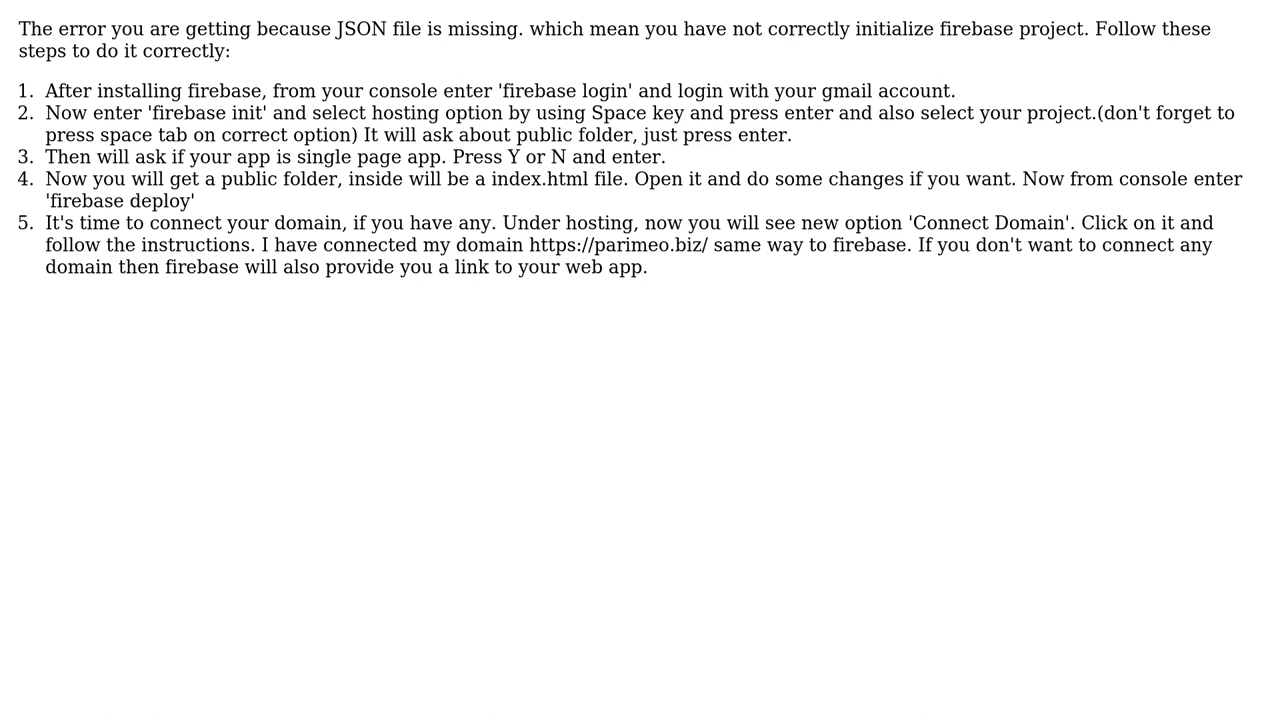 The error you are getting because JSON file is missing. which mean you have not correctly initialize firebase project. Follow these
steps to do it correctly:
1. After installing firebase, from your console enter 'firebase login' and login with your gmail account.
2. Now enter 'firebase init' and select hosting option by using Space key and press enter and also select your project.(don't forget to
press space tab on correct option) It will ask about public folder, just press enter.
3. Then will ask if your app is single page app. Press Y or N and enter.
4. Now you will get a public folder, inside will be a index.html file. Open it and do some changes if you want. Now from console enter
'firebase deploy'
5. It's time to connect your domain, if you have any. Under hosting, now you will see new option 'Connect Domain'. Click on it and
follow the instructions. I have connected my domain https://parimeo.biz/ same way to firebase. If you don't want to connect any
domain then firebase will also provide you a link to your web app.